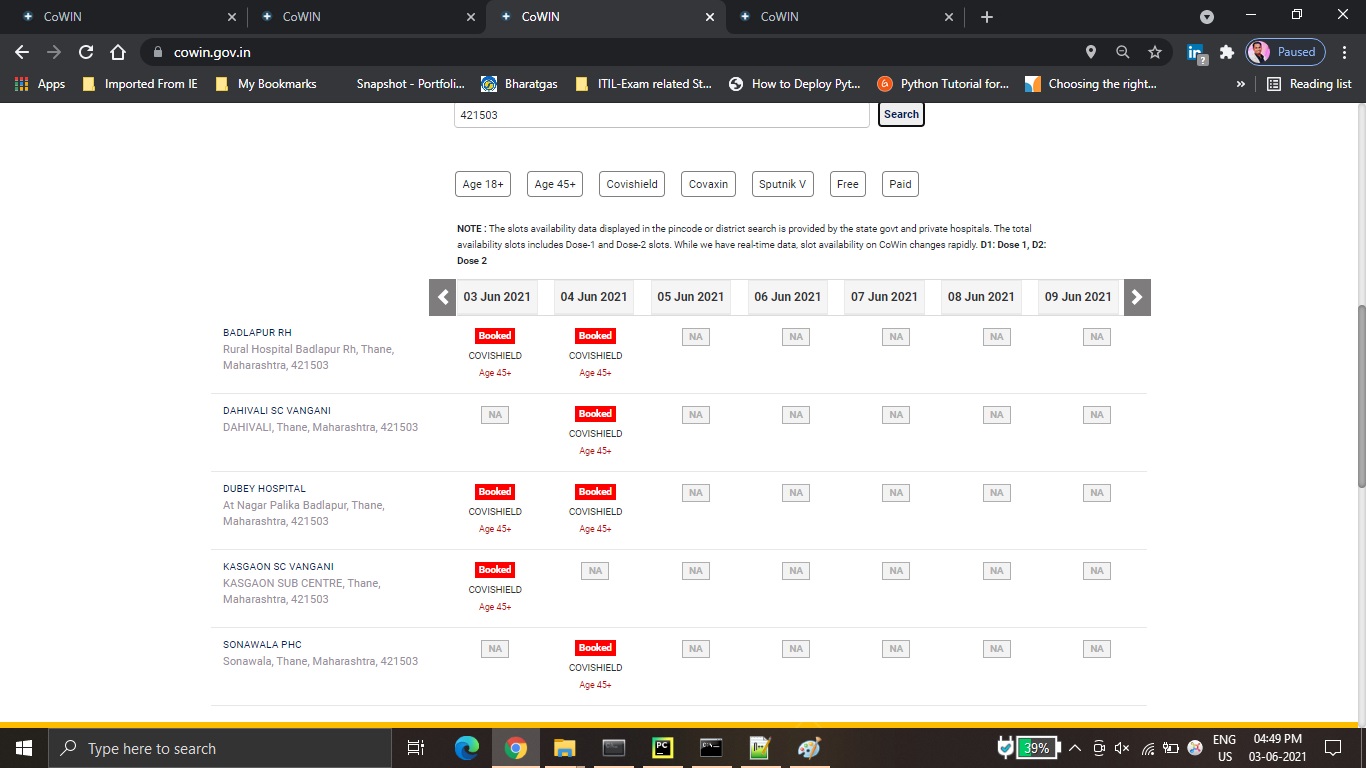 CoWIN
CoWIN
CoWIN
CoWIN
cowin.gov.in
Paused
Apps
Imported From IE
My Bookmarks
Snapshot - Portfoli...
Bharatgas
ITIL-Exam related St...
How to Deploy Pyt...
Python Tutorial for...
Choosing the right...
»
Reading list
421503
Search
Age 18+
Age 45+
Covishield
Covaxin
Sputnik V
Free
Paid
NOTE : The slots availability data displayed in the pincode or district search is provided by the state govt and private hospitals. The total
availability slots includes Dose-1 and Dose-2 slots. While we have real-time data, slot availability on CoWin changes rapidly. D1: Dose 1, D2:
Dose 2
03 Jun 2021
04 Jun 2021
05 Jun 2021
06 Jun 2021
07 Jun 2021
08 Jun 2021
09 Jun 2021
BADLAPUR RH
Rural Hospital Badlapur Rh, Thane,
Maharashtra, 421503
Booked
COVISHIELD
Age 45+
Booked
COVISHIELD
Age 45+
NA
NA
NA
NA
NA
DAHIVALI SC VANGANI
DAHIVALI, Thane, Maharashtra, 421503
NA
Booked
COVISHIELD
Age 45+
NA
NA
NA
NA
NA
DUBEY HOSPITAL
At Nagar Palika Badlapur, Thane,
Maharashtra, 421503
Booked
COVISHIELD
Age 45+
Booked
COVISHIELD
Age 45+
NA
NA
NA
NA
NA
KASGAON SC VANGANI
KASGAON SUB CENTRE, Thane,
Maharashtra, 421503
Booked
COVISHIELD
Age 45+
NA
NA
NA
NA
NA
NA
SONAWALA PHC
Sonawala, Thane, Maharashtra, 421503
NA
Booked
COVISHIELD
Age 45+
NA
NA
NA
NA
NA
Type here to search
PC
39%
ENG
US
04:49 PM
03-06-2021